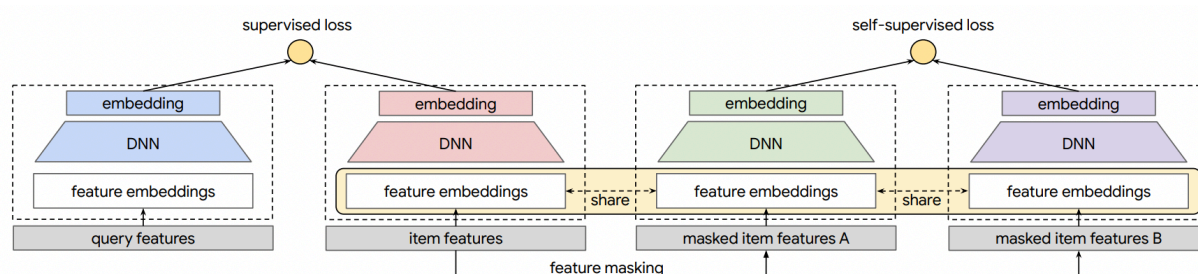 supervised loss
self-supervised loss
embedding
embedding
embedding
embedding
DNN
DNN
DNN
DNN
feature embeddings
feature embeddings
feature embeddings
feature embeddings
share
share
query features
item features
masked item features A
masked item features B
feature masking